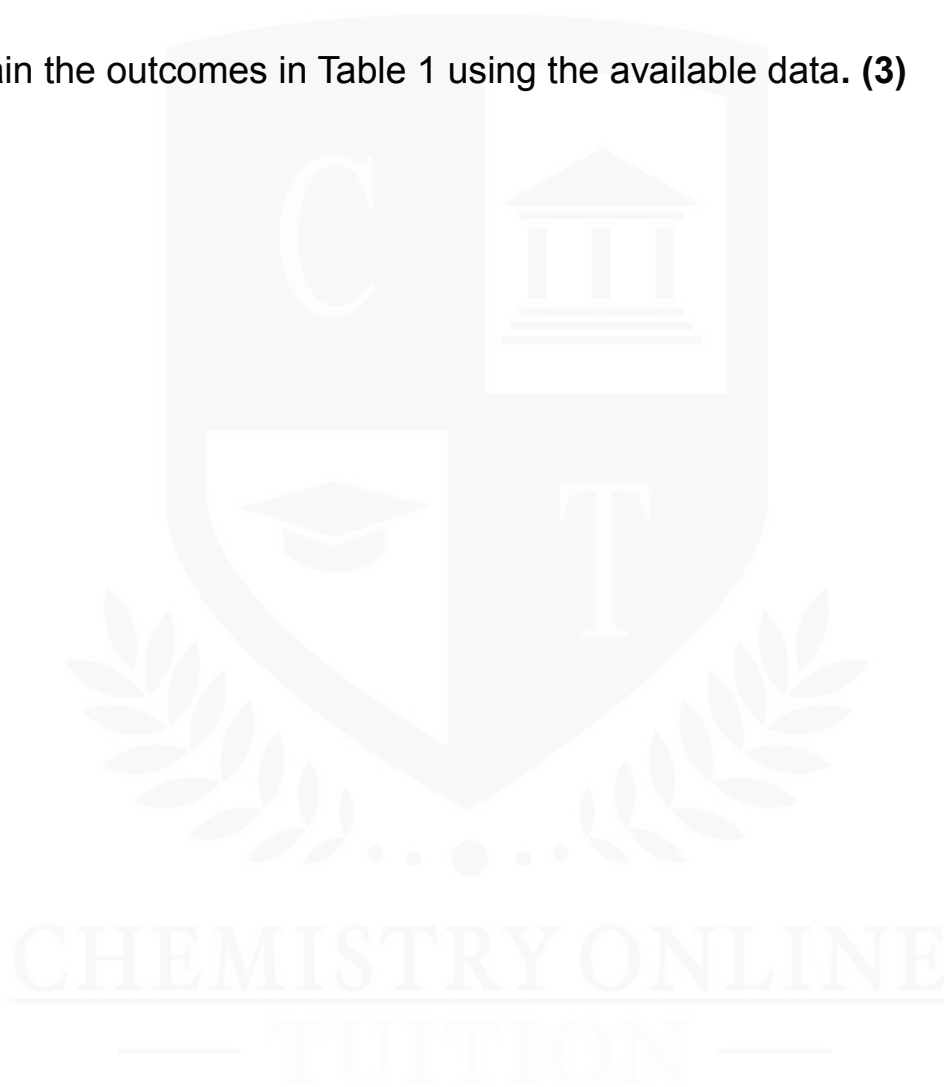 in the outcomes in Table 1 using the available data. (3)
C
T
CHEMISTRY ONLINE
TUITION